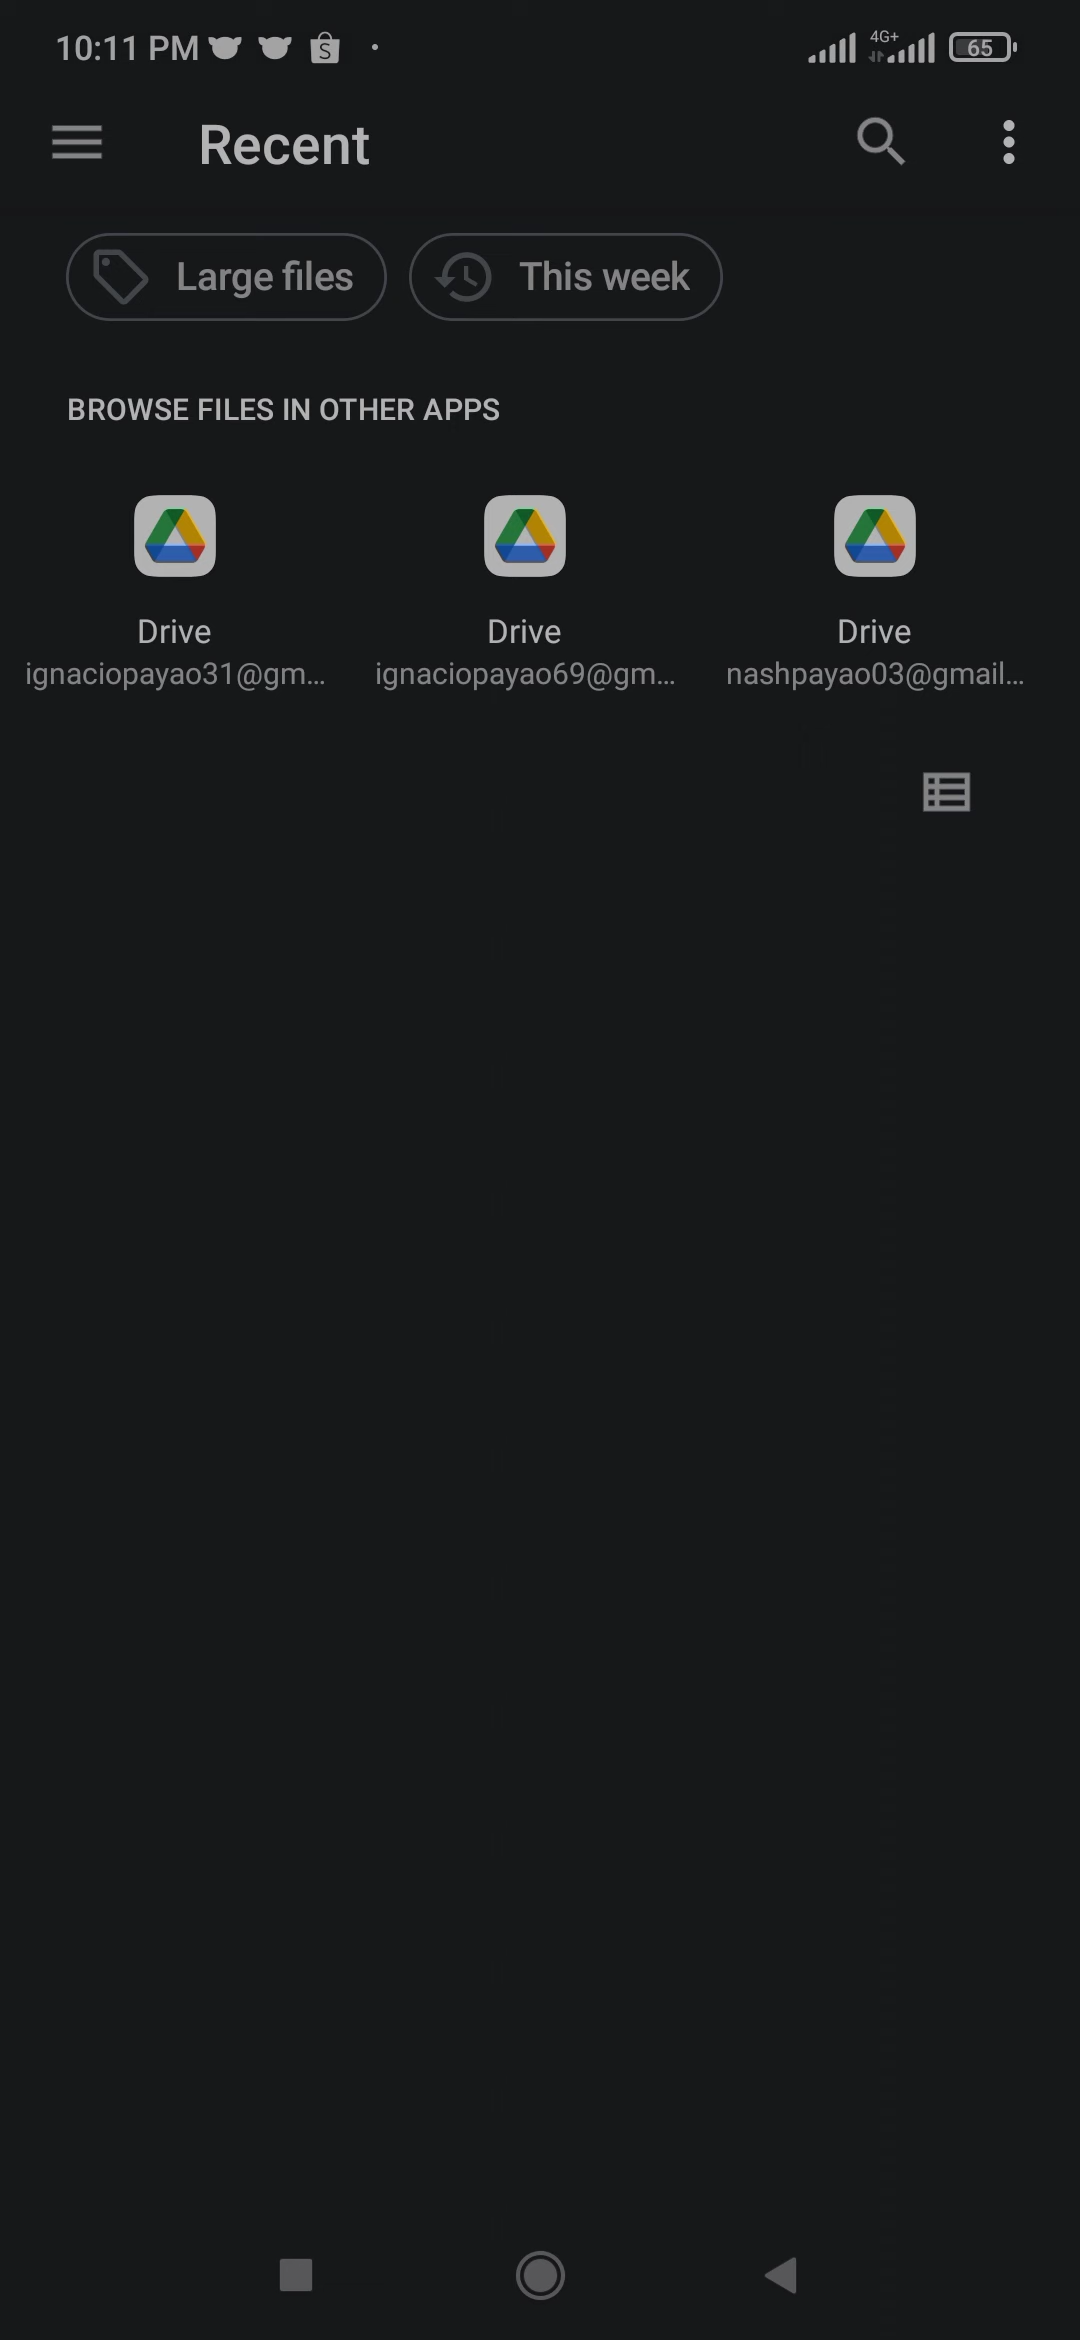 10:11 PM
4G+
65
Recent
Large files
This week
BROWSE FILES IN OTHER APPS
Drive
ignaciopayao31@gm...
Drive
ignaciopayao69@gm...
Drive
nashpayao03@gmail...